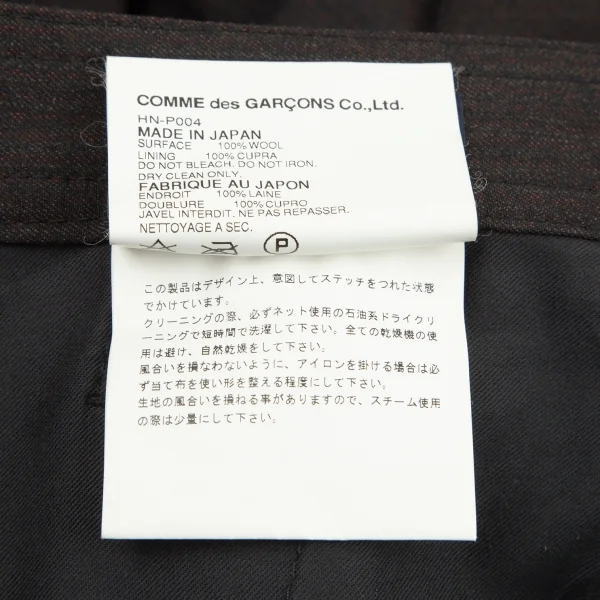 COMME des GARÇONS Co.,Ltd.
HN-P004
MADE IN JAPAN
SURFACE 100% WOOL
LINING 100% CUPRA
DO NOT BLEACH. DO NOT IRON.
DRY CLEAN ONLY.
FABRIQUE AU JAPON
ENDROIT 100% LAINE
DOUBLURE 100% CUPRO
JAVEL INTERDIT. NE PAS REPASSER.
NETTOYAGE A SEC.
P
この製品はデザイン上、意図してステッチをつれた状態
でかけています。
クリーニングの際、必ずネット使用の石油系ドライクリ
ーニングで短時間で洗濯して下さい。全ての乾燥機の使
用は避け、自然乾燥をして下さい。
風合いを損なわないように、アイロンを掛ける場合は必
ず当て布を使い形を整える程度にして下さい。
生地の風合いを損ねる事がありますので、スチーム使用
の際は少量にして下さい。